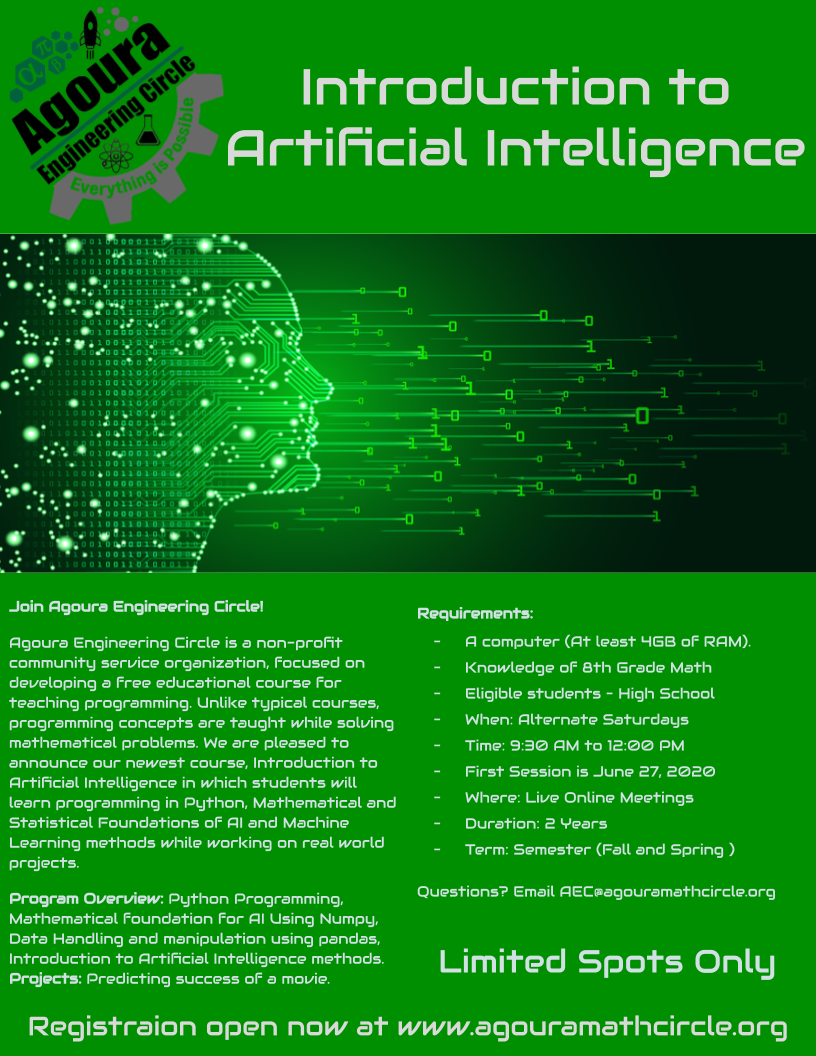 Agoura
Engineering Circle
Everything is Possible
Introduction to
Artificial Intelligence
Join Agoura Engineering Circle!
Agoura Engineering Circle is a non-profit
community service organization, focused on
developing a free educational course for
teaching programming. Unlike typical courses,
programming concepts are taught while solving
mathematical problems. We are pleased to
announce our newest course, Introduction to
Artificial Intelligence in which students will
learn programming in Python, Mathematical and
Statistical Foundations of AI and Machine
Learning methods while working on real world
projects.
Program Overview: Python Programming,
Mathematical foundation for AI Using Numpy,
Data Handling and manipulation using pandas,
Introduction to Artificial Intelligence methods.
Projects: Predicting success of a movie.
Requirements:
- A computer (At least 4GB of RAM).
- Knowledge of 8th Grade Math
- Eligible students - High School
- When: Alternate Saturdays
- Time: 9:30 AM to 12:00 PM
- First Session is June 27, 2020
- Where: Live Online Meetings
- Duration: 2 Years
- Term: Semester (Fall and Spring )
Questions? Email AEC@agouramathcircle.org
Limited Spots Only
Registraion open now at www.agouramathcircle.org